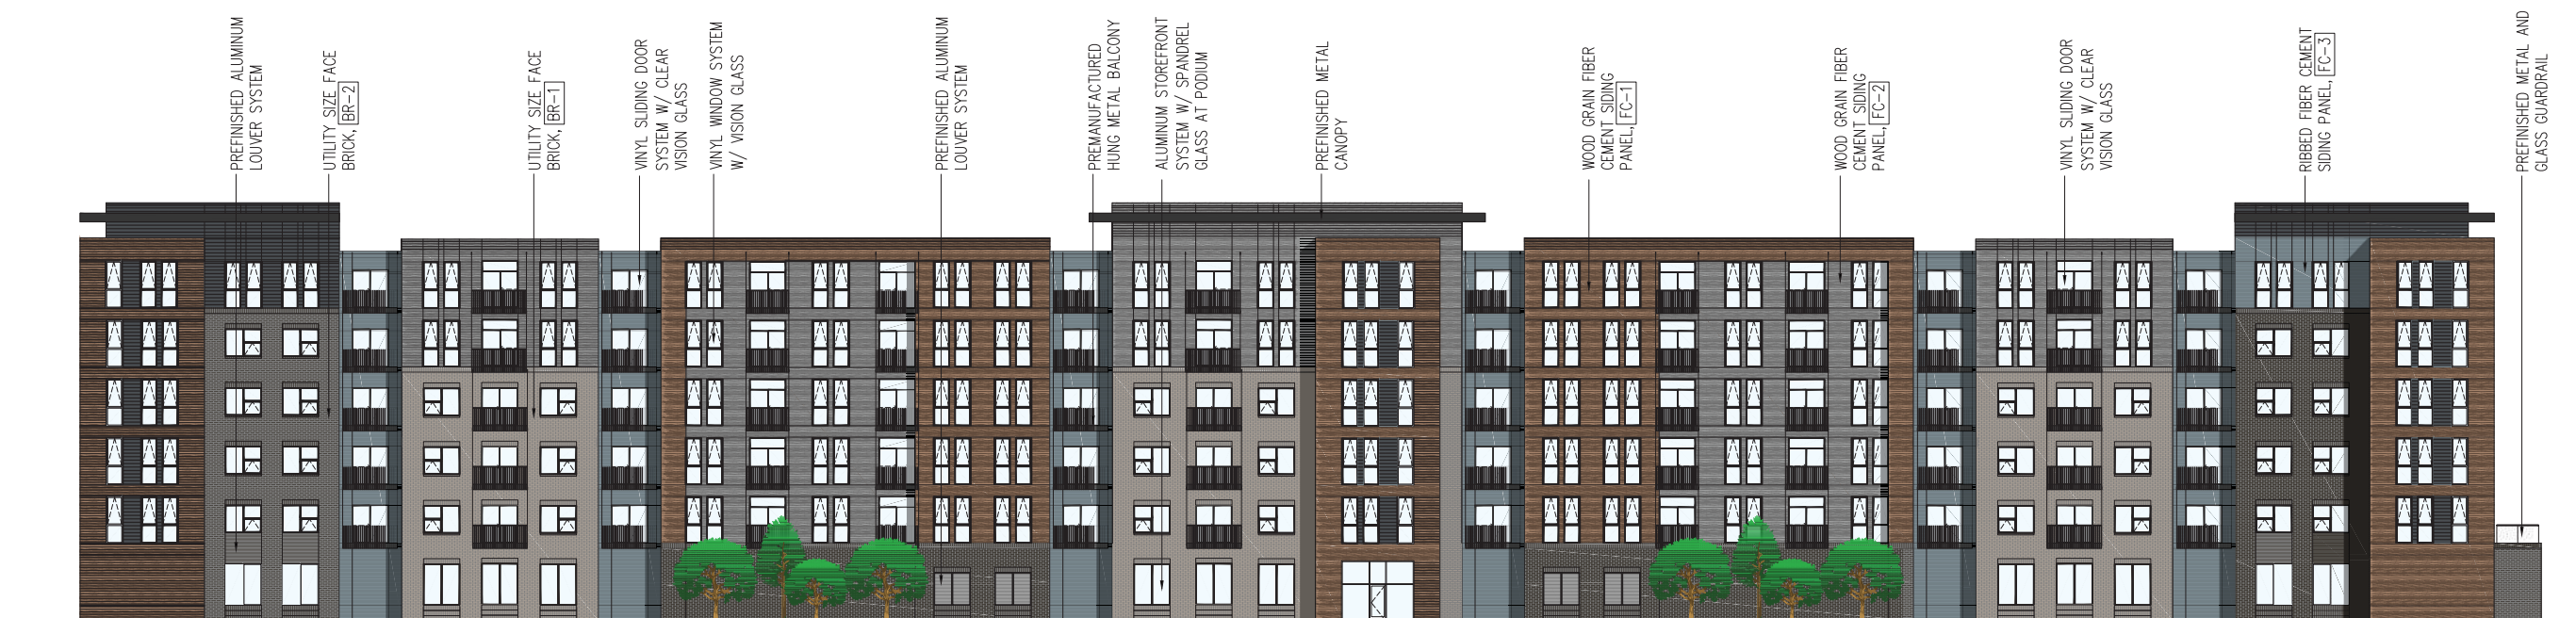 PREFINISHED ALUMINUM
LOUVER SYSTEM
UTILITY SIZE FACE
BRICK, BR-2
UTILITY SIZE FACE
BRICK, BR-1
VINYL SLIDING DOOR
SYSTEM W/ CLEAR
VISION GLASS
VINYL WINDOW SYSTEM
W/ VISION GLASS
PREFINISHED ALUMINUM
LOUVER SYSTEM
PREMANUFACTURED
HUNG METAL BALCONY
ALUMINUM STOREFRONT
SYSTEM W/ SPANDREL
GLASS AT PODIUM
PREFINISHED METAL
CANOPY
WOOD GRAIN FIBER
CEMENT SIDING
PANEL, FC-1
WOOD GRAIN FIBER
CEMENT SIDING
PANEL, FC-2
VINYL SLIDING DOOR
SYSTEM W/ CLEAR
VISION GLASS
RIBBED FIBER CEMENT
SIDING PANEL, FC-3
PREFINISHED METAL AND
GLASS GUARDRAIL